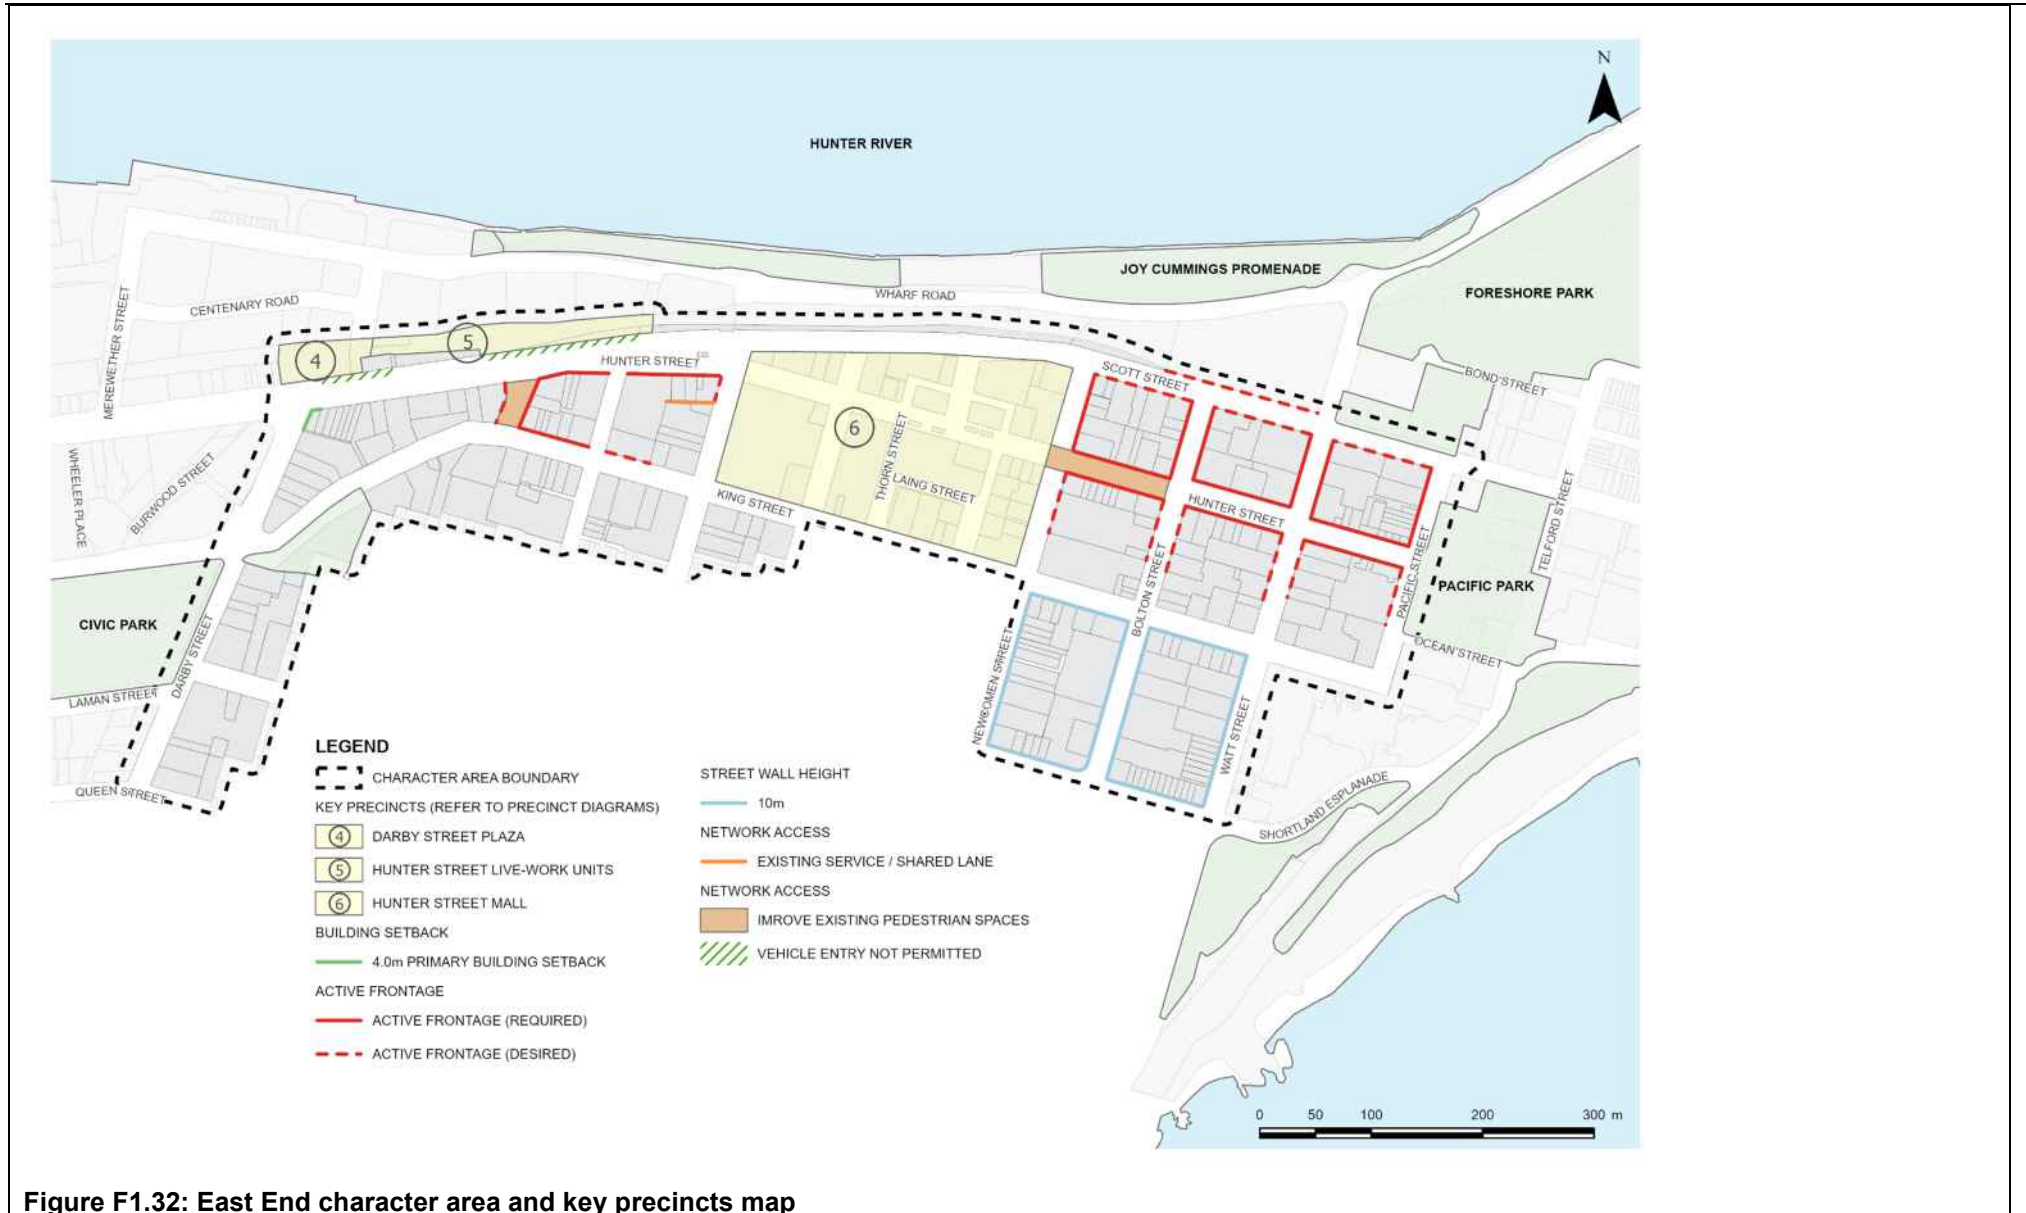 N
HUNTER RIVER
JOY CUMMINGS PROMENADE
FORESHORE PARK
WHARF ROAD
CENTENARY ROAD
MEREWETHER STREET
5
4
HUNTER STREET
SCOTT STREET
BOND STREET
6
THORN STREET
LAING STREET
KING STREET
HUNTER STREET
WHEELER PLACE
BURWOOD STREET
TELFORD STREET
BOLTON STREET
PACIFIC STREET
PACIFIC PARK
CIVIC PARK
DARBY STREET
OCEAN STREET
LAMAN STREET
NEWCOMEN STREET
WATT STREET
QUEEN STREET
SHORTLAND ESPLANADE
LEGEND
CHARACTER AREA BOUNDARY
KEY PRECINCTS (REFER TO PRECINCT DIAGRAMS)
4 DARBY STREET PLAZA
5 HUNTER STREET LIVE-WORK UNITS
6 HUNTER STREET MALL
BUILDING SETBACK
4.0m PRIMARY BUILDING SETBACK
ACTIVE FRONTAGE
ACTIVE FRONTAGE (REQUIRED)
ACTIVE FRONTAGE (DESIRED)
STREET WALL HEIGHT
10m
NETWORK ACCESS
EXISTING SERVICE / SHARED LANE
NETWORK ACCESS
IMROVE EXISTING PEDESTRIAN SPACES
VEHICLE ENTRY NOT PERMITTED
0 50 100 200 300 m
Figure F1.32: East End character area and key precincts map